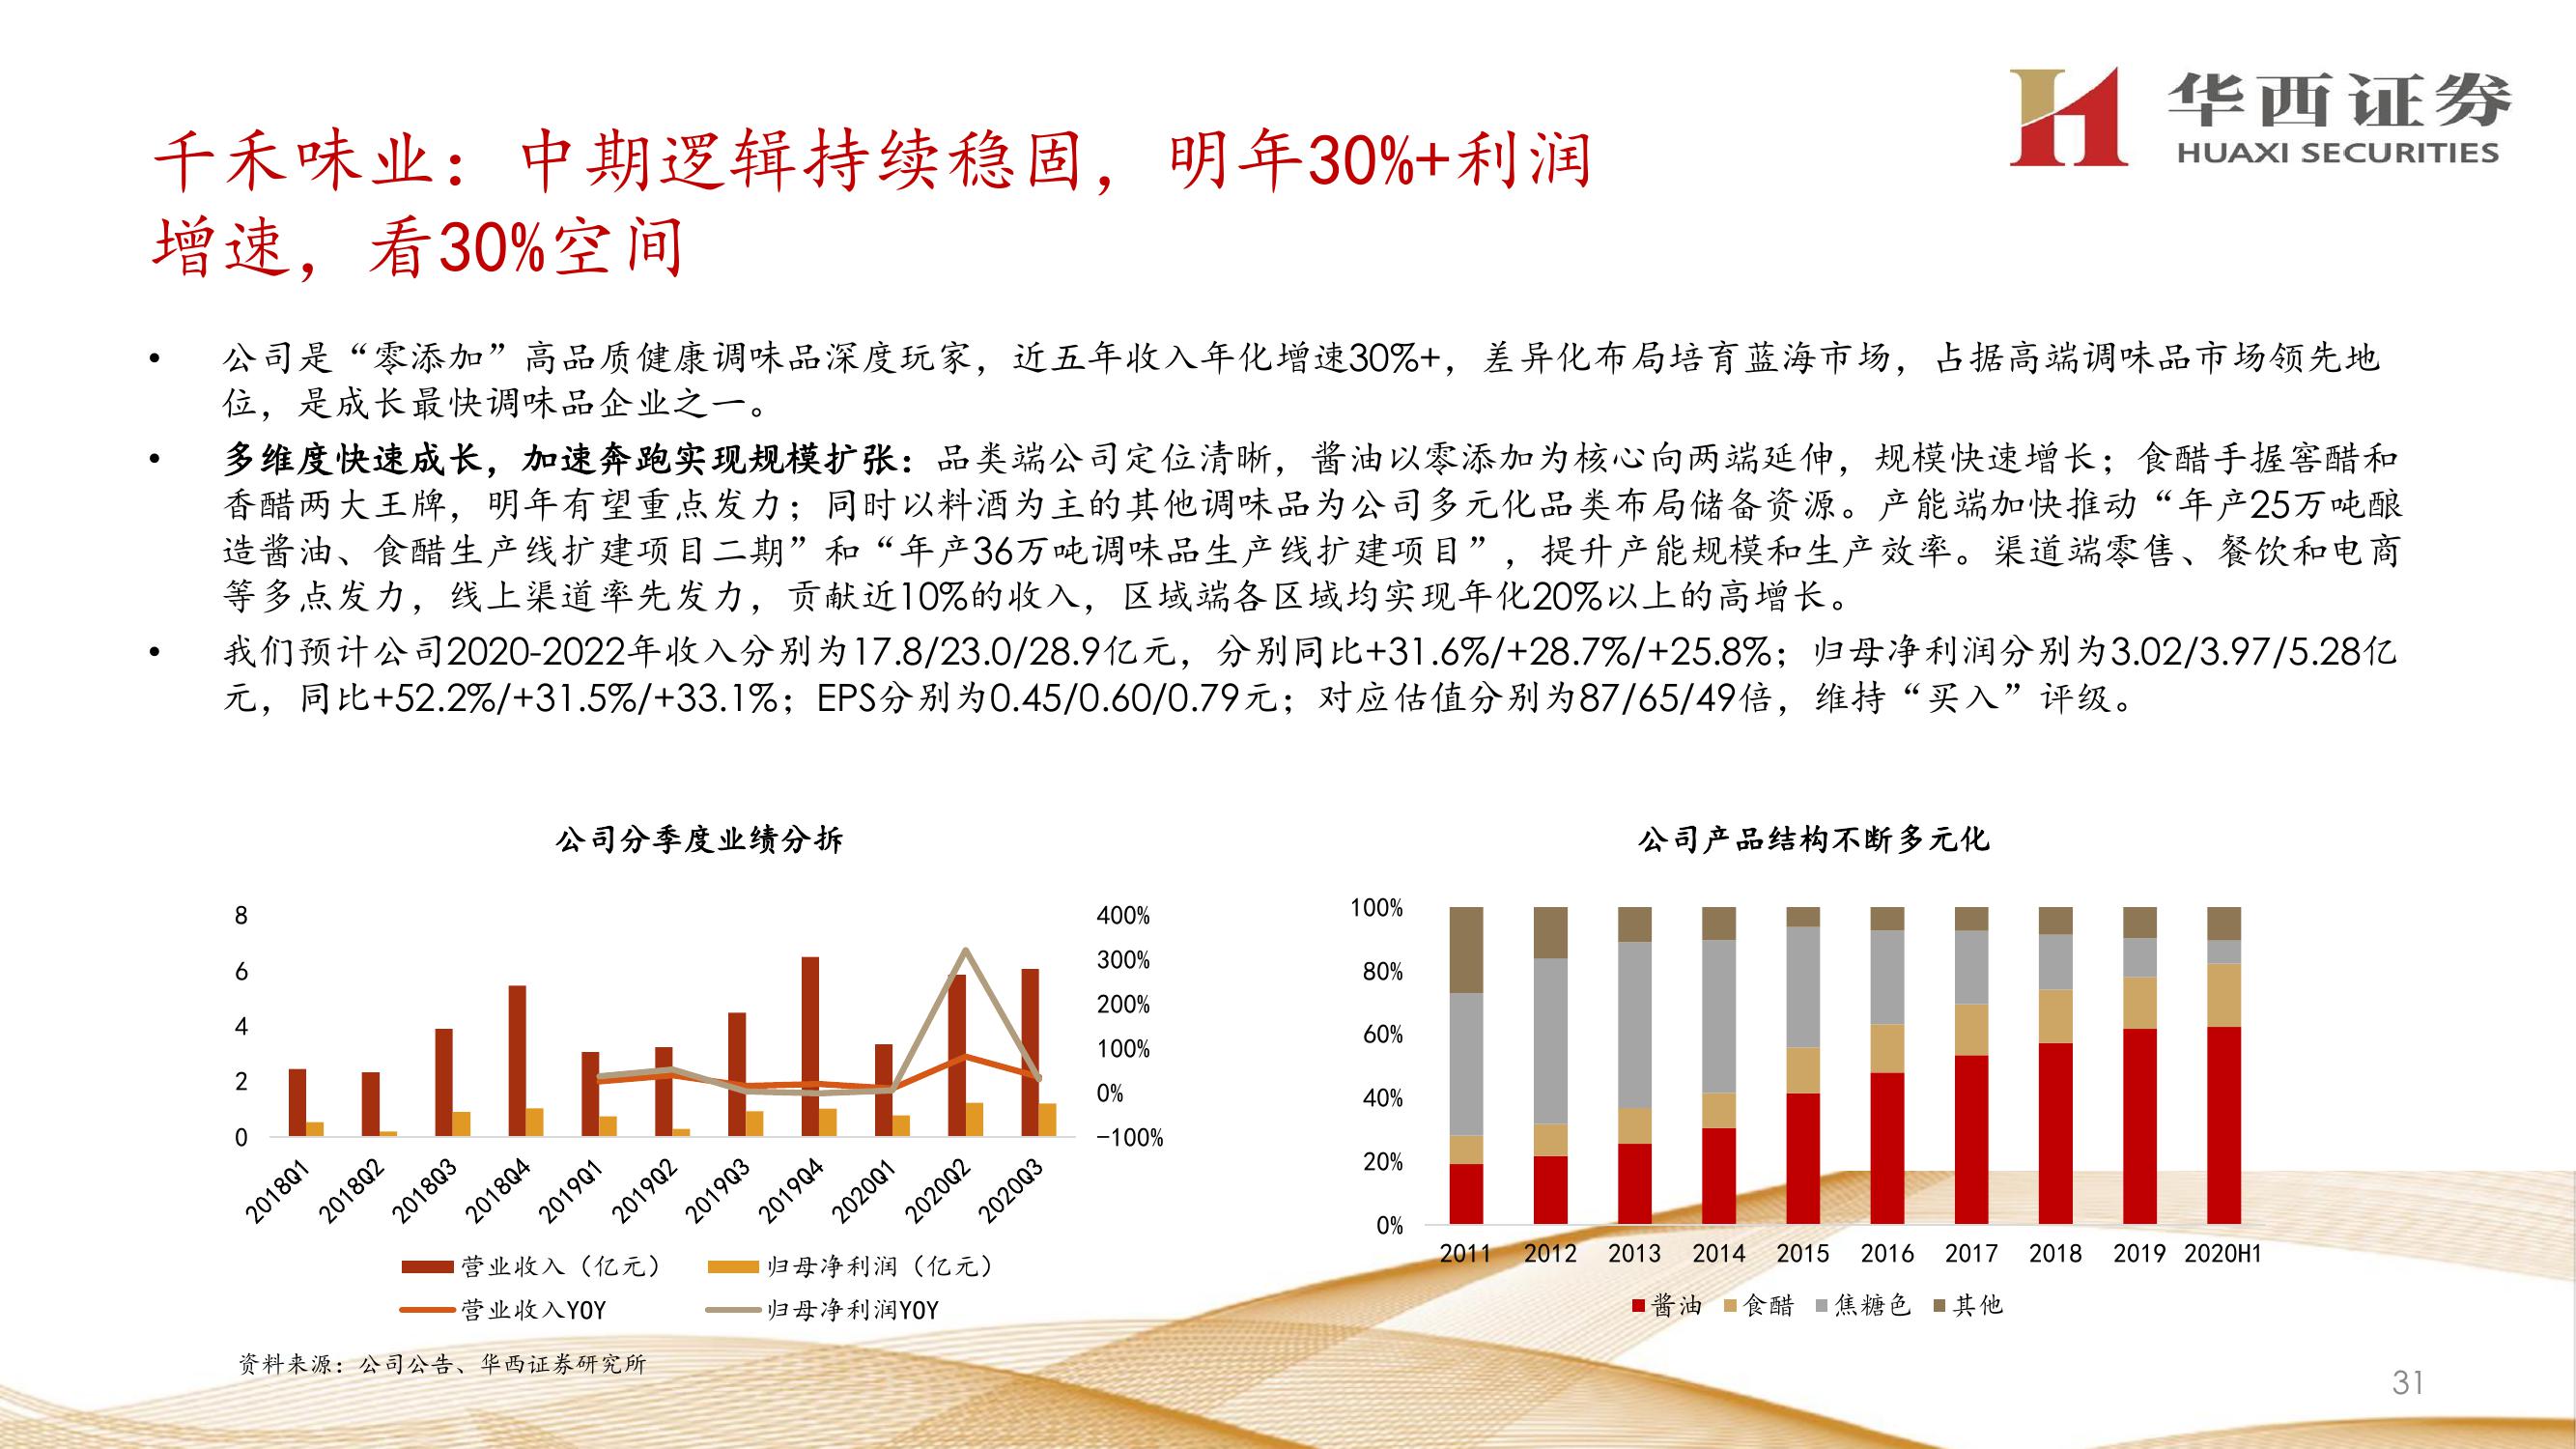 华西证券
HUAXI SECURITIES
千禾味业：中期逻辑持续稳固，明年30%+利润
增速，看30%空间
• 公司是“零添加”高品质健康调味品深度玩家，近五年收入年化增速30%+，差异化布局培育蓝海市场，占据高端调味品市场领先地
位，是成长最快调味品企业之一。
• 多维度快速成长，加速奔跑实现规模扩张：品类端公司定位清晰，酱油以零添加为核心向两端延伸，规模快速增长；食醋手握窖醋和
香醋两大王牌，明年有望重点发力；同时以料酒为主的其他调味品为公司多元化品类布局储备资源。产能端加快推动“年产25万吨酿
造酱油、食醋生产线扩建项目二期”和“年产36万吨调味品生产线扩建项目”，提升产能规模和生产效率。渠道端零售、餐饮和电商
等多点发力，线上渠道率先发力，贡献近10%的收入，区域端各区域均实现年化20%以上的高增长。
• 我们预计公司2020-2022年收入分别为17.8/23.0/28.9亿元，分别同比+31.6%/+28.7%/+25.8%；归母净利润分别为3.02/3.97/5.28亿
元，同比+52.2%/+31.5%/+33.1%；EPS分别为0.45/0.60/0.79元；对应估值分别为87/65/49倍，维持“买入”评级。
公司分季度业绩分拆
8
6
4
2
0
400%
300%
200%
100%
0%
-100%
2018Q1 2018Q2 2018Q3 2018Q4 2019Q1 2019Q2 2019Q3 2019Q4 2020Q1 2020Q2 2020Q3
营业收入（亿元） 归母净利润（亿元）
营业收入YOY 归母净利润YOY
公司产品结构不断多元化
100%
80%
60%
40%
20%
0%
2011 2012 2013 2014 2015 2016 2017 2018 2019 2020H1
酱油 食醋 焦糖色 其他
资料来源：公司公告、华西证券研究所
31